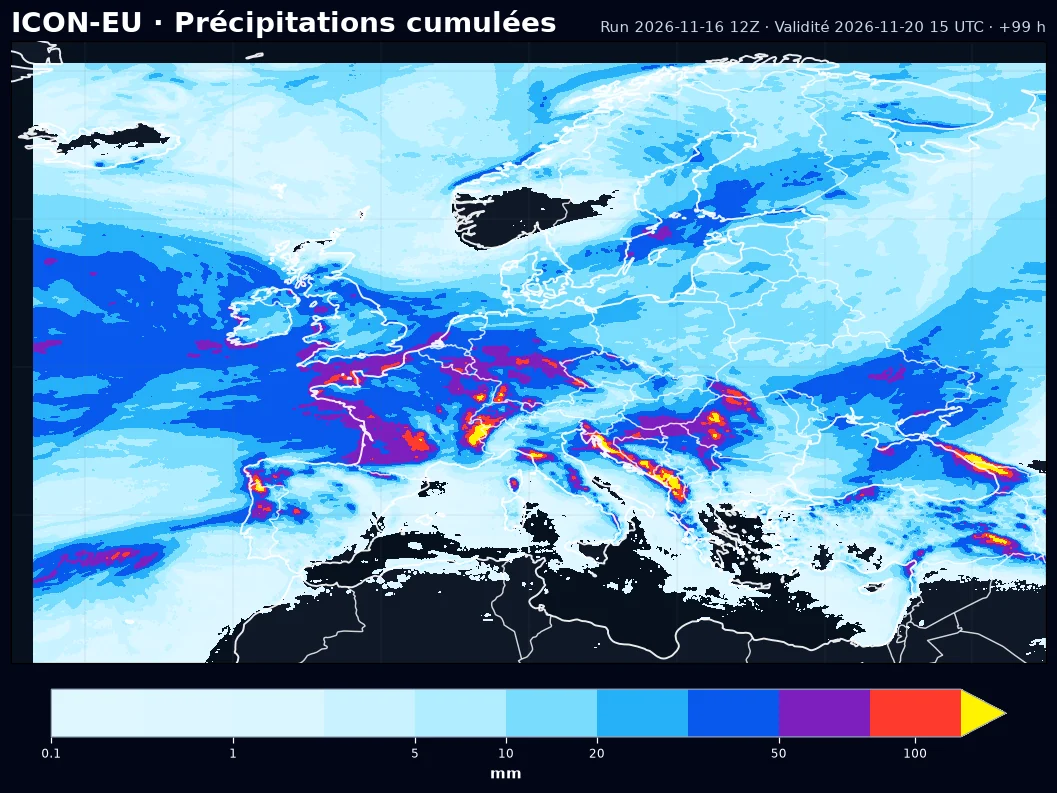 ICON-EU · Précipitations cumulées
Run 2026-11-16 12Z · Validité 2026-11-20 15 UTC · +99 h
0.1 1 5 10 20 50 100
mm